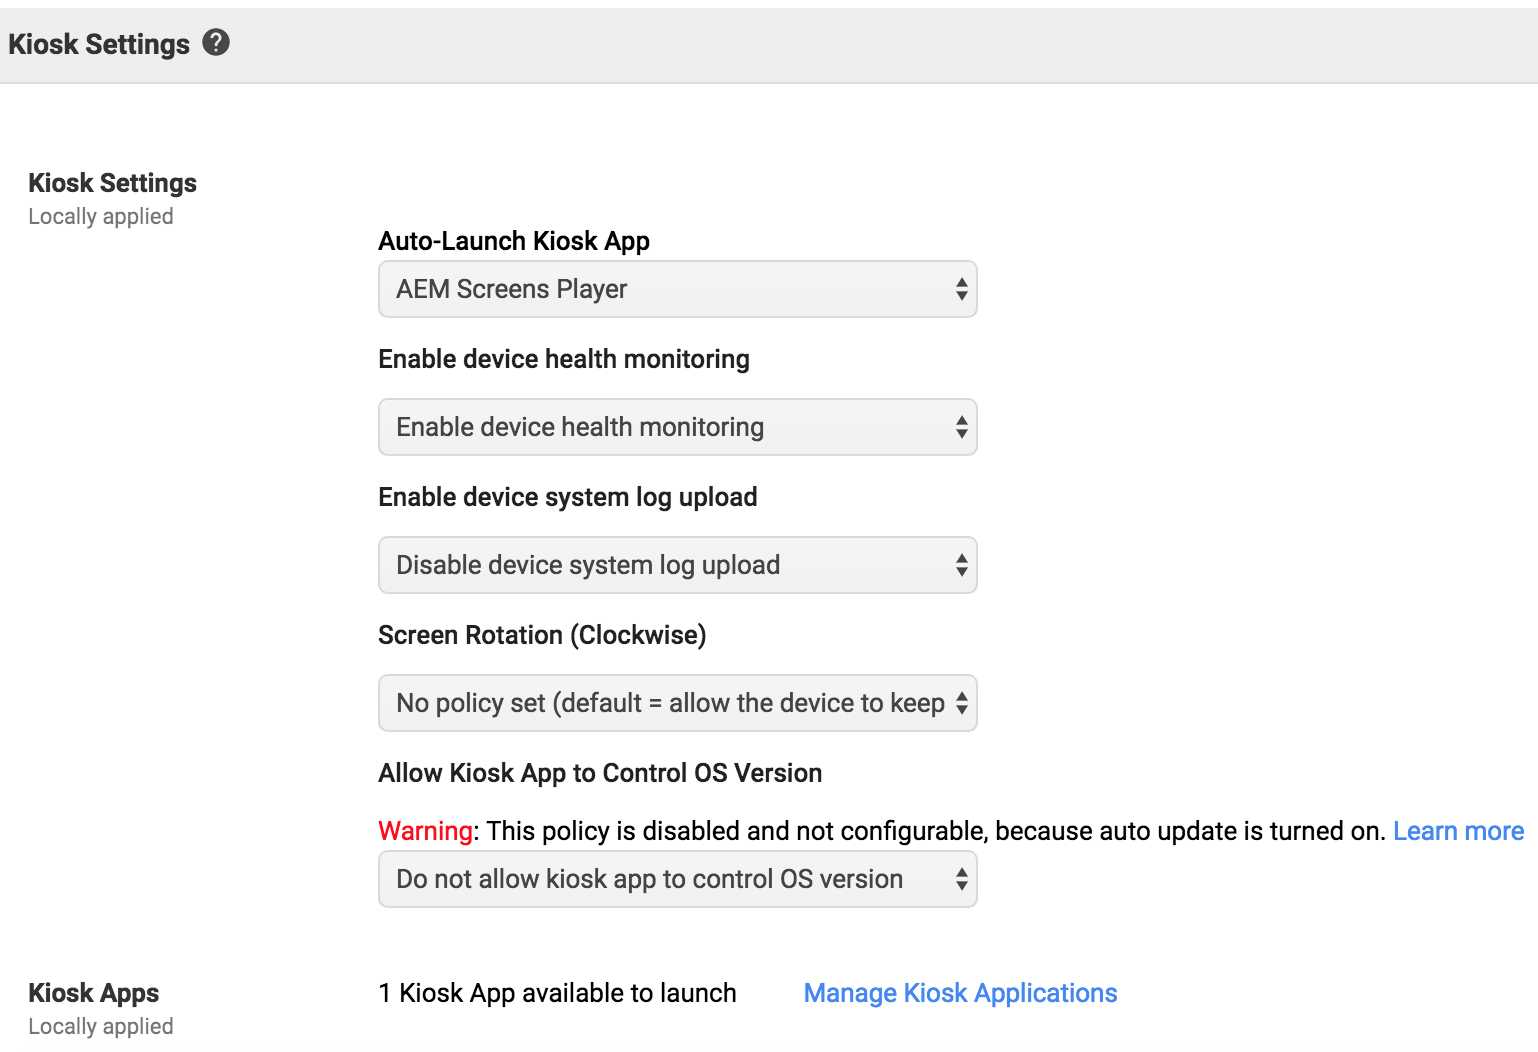 Kiosk Settings ?
Kiosk Settings
Locally applied
Auto-Launch Kiosk App
AEM Screens Player
Enable device health monitoring
Enable device health monitoring
Enable device system log upload
Disable device system log upload
Screen Rotation (Clockwise)
No policy set (default = allow the device to keep
Allow Kiosk App to Control OS Version
Warning: This policy is disabled and not configurable, because auto update is turned on. Learn more
Do not allow kiosk app to control OS version
Kiosk Apps 1 Kiosk App available to launch Manage Kiosk Applications
Locally applied